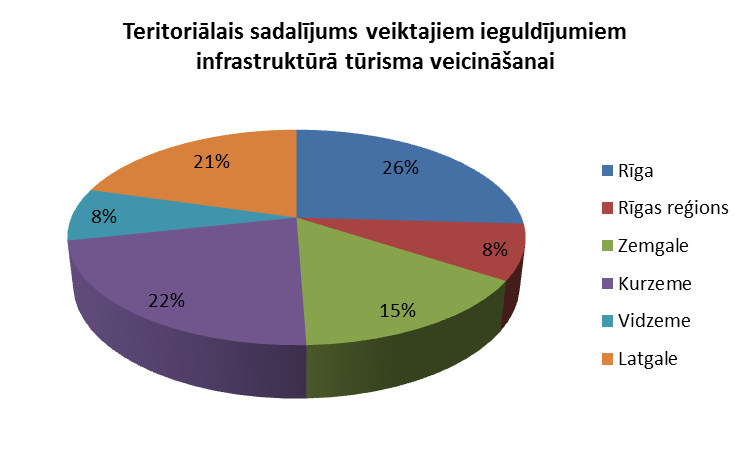 Teritoriālais sadalījums veiktajiem ieguldījumiem
infrastruktūrā tūrisma veicināšanai
21%
26%
8%
8%
22%
15%
Rīga
Rīgas reģions
Zemgale
Kurzeme
Vidzeme
Latgale